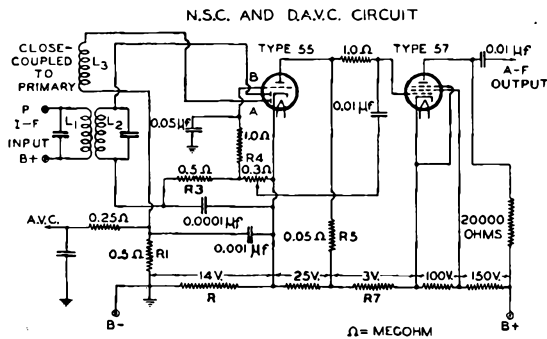 N.S.C. AND D.A.V.C. CIRCUIT
CLOSE-
COUPLED
TO
PRIMARY
L3
TYPE 55
1.0Ω
TYPE 57
0.01µf
A-F
OUTPUT
B
A
P
I-F
INPUT
B+
L1
L2
0.05µf
1.0Ω
R4
0.01µf
0.5Ω
R3
0.3Ω
0.0001µf
A.V.C.
0.25Ω
0.001µf
0.05Ω
R5
20000
OHMS
0.5Ω
R1
14V.
25V.
3V.
100V.
150V.
R
R7
B-
B+
Ω=MEGOHM